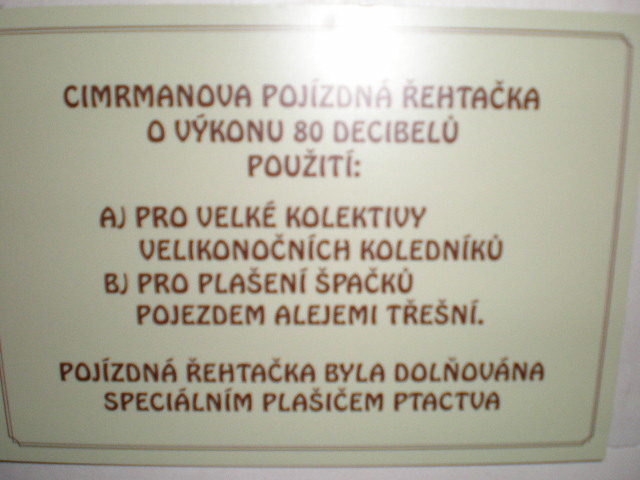 CIMRMANOVA POJÍZDNÁ ŘEHTAČKA
O VÝKONU 80 DECIBELŮ
POUŽITÍ:
A) PRO VELKÉ KOLEKTIVY
VELIKONOČNÍCH KOLEDNÍKŮ
B) PRO PLAŠENÍ ŠPAČKŮ
POJEZDEM ALEJEMI TŘEŠNÍ.
POJÍZDNÁ ŘEHTAČKA BYLA DOLŇOVÁNA
SPECIÁLNÍM PLAŠIČEM PTACTVA